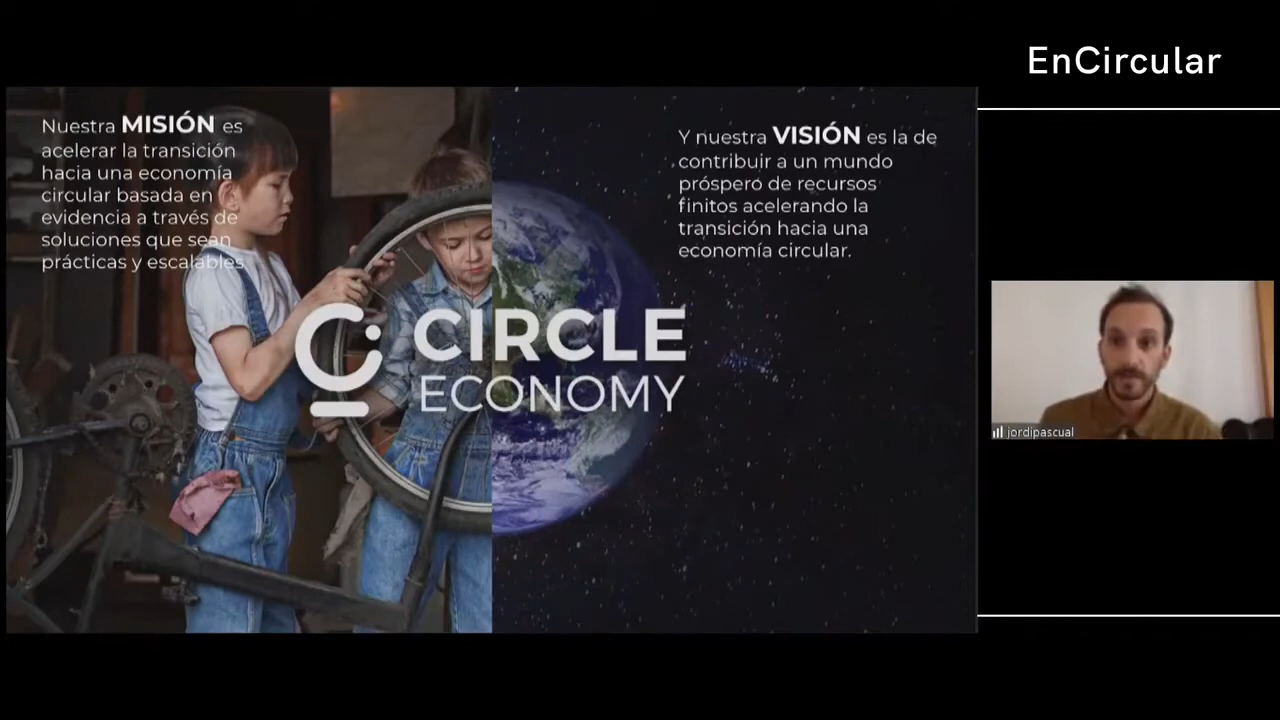 EnCircular
Nuestra MISIÓN es
acelerar la transición
hacia una economía
circular basada en
evidencia a través de
soluciones que sean
prácticas y escalables
Y nuestra VISIÓN es la de
contribuir a un mundo
próspero de recursos
finitos acelerando la
transición hacia una
economía circular.
CIRCLE
ECONOMY
jordipascual